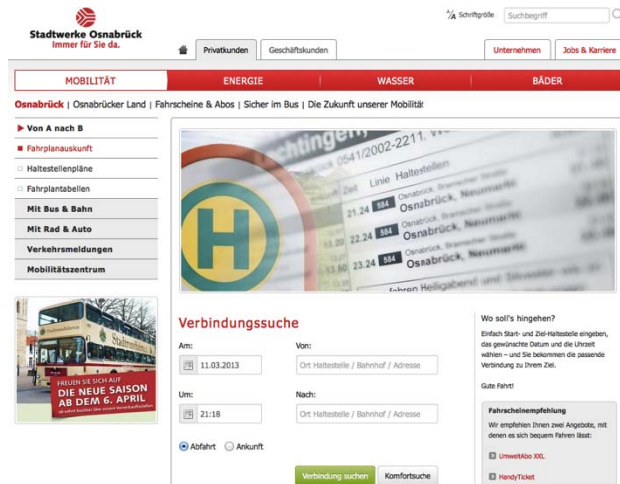 Stadtwerke Osnabrück
Immer für Sie da.
Schriftgröße
Suchbegriff
Privatkunden
Geschäftskunden
Unternehmen
Jobs & Karriere
MOBILITÄT
ENERGIE
WASSER
BÄDER
Osnabrück | Osnabrücker Land | Fahrscheine & Abos | Sicher im Bus | Die Zukunft unserer Mobilität
Von A nach B
Fahrplanauskunft
Haltestellenpläne
Fahrplantabellen
Mit Bus & Bahn
Mit Rad & Auto
Verkehrsmeldungen
Mobilitätszentrum
0541/2002-2211.
Zeit Linie Haltestellen
H
21.24 584 Osnabrück, Neumarkt
22.24 584 Osnabrück, Neumarkt
23.24 584 Osnabrück, Neumarkt
FREUEN SIE SICH AUF
DIE NEUE SAISON
AB DEM 6. APRIL
Verbindungssuche
Am:
Von:
11.03.2013
Ort Haltestelle / Bahnhof / Adresse
Um:
Nach:
21:18
Ort Haltestelle / Bahnhof / Adresse
Abfahrt
Ankunft
Verbindung suchen
Komfortsuche
Wo soll's hingehen?
Einfach Start- und Ziel-Haltestelle eingeben,
das gewünschte Datum und die Uhrzeit
wählen – und Sie bekommen die passende
Verbindung zu Ihrem Ziel.
Gute Fahrt!
Fahrscheinempfehlung
Wir empfehlen Ihnen zwei Angebote, mit
denen es sich bequem Fahren lässt:
UmweltAbo XXL
HandyTicket